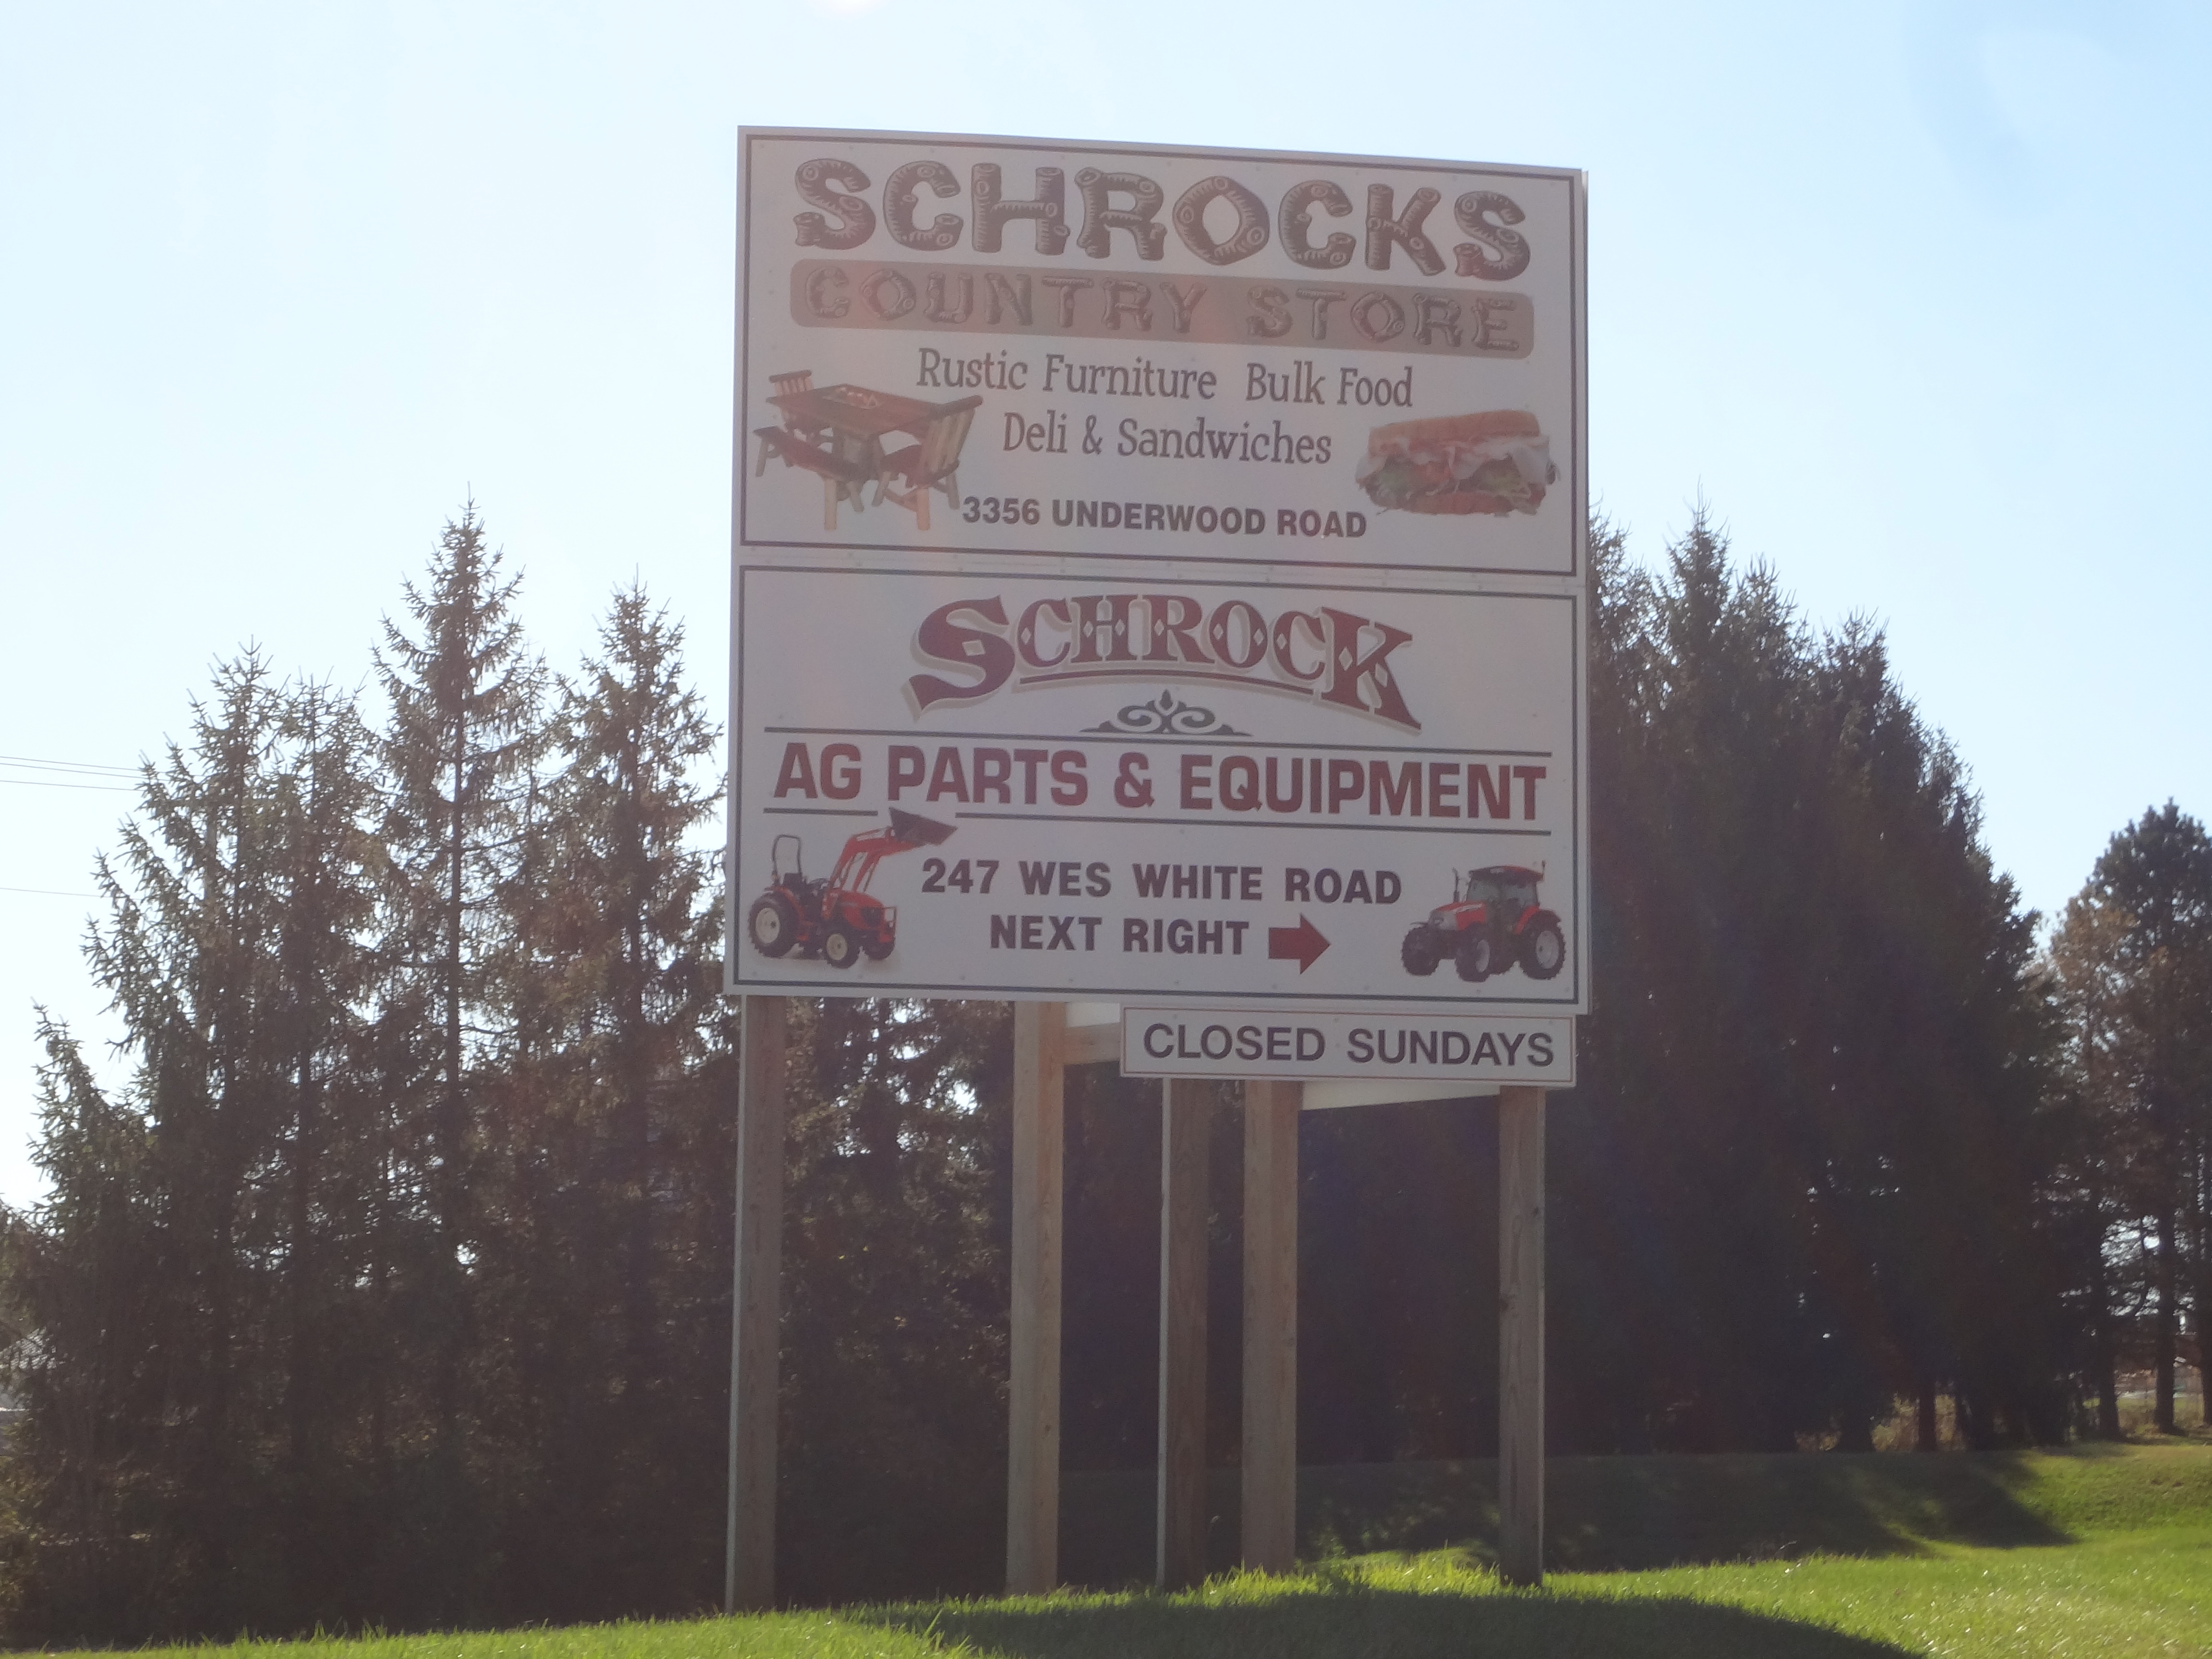 SCHROCKS
COUNTRY STORE
Rustic Furniture Bulk Food
Deli & Sandwiches
3356 UNDERWOOD ROAD
SCHROCK
AG PARTS & EQUIPMENT
247 WES WHITE ROAD
NEXT RIGHT
CLOSED SUNDAYS